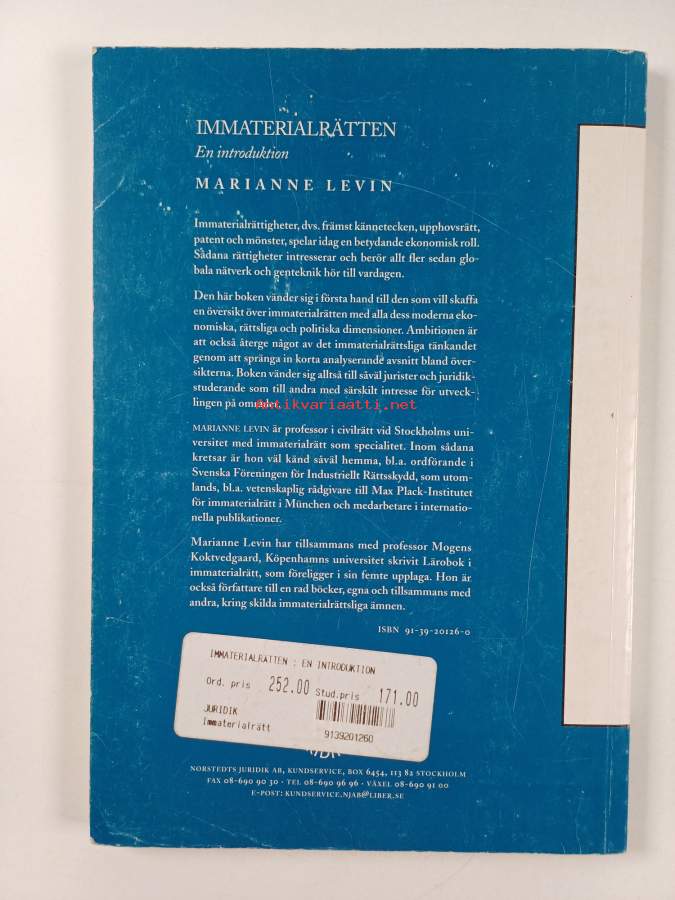 IMMATERIALRÄTTEN
En introduktion
MARIANNE LEVIN
Immaterialrättigheter, dvs. främst kännetecken, upphovsrätt,
patent och mönster, spelar idag en betydande ekonomisk roll.
Sådana rättigheter intresserar och berör allt fler sedan glo-
bala nätverk och genteknik hör till vardagen.
Den här boken vänder sig i första hand till den som vill skaffa
en översikt över immaterialrätten med alla dess moderna eko-
nomiska, rättsliga och politiska dimensioner. Ambitionen är
att också återge något av det immaterialrättsliga tänkandet
genom att spränga in korta analyserande avsnitt bland över-
sikterna. Boken vänder sig alltså till såväl jurister och juridik-
studerande som till andra med särskilt intresse för utveck-
lingen på området.
Antikvariaatti.net
MARIANNE LEVIN är professor i civilrätt vid Stockholms uni-
versitet med immaterialrätt som specialitet. Inom sådana
kretsar är hon väl känd såväl hemma, bl.a. ordförande i
Svenska Föreningen för Industriellt Rättsskydd, som utom-
lands, bl.a. vetenskaplig rådgivare till Max Plack-Institutet
för immaterialrätt i München och medarbetare i internatio-
nella publikationer.
Marianne Levin har tillsammans med professor Mogens
Koktvedgaard, Köpenhamns universitet skrivit Lärobok i
immaterialrätt, som föreligger i sin femte upplaga. Hon är
också författare till en rad böcker, egna och tillsammans med
andra, kring skilda immaterialrättsliga ämnen.
ISBN 91-39-20126-0
IMMATERIALRÄTTEN : EN INTRODUKTION
Ord. pris 252.00 Stud.pris 171.00
JURIDIK
Immaterialrätt
9139201260
NORSTEDTS JURIDIK AB, KUNDSERVICE, BOX 6454, 113 82 STOCKHOLM
FAX 08-690 90 30 · TEL 08-690 96 96 · VÄXEL 08-690 91 00
E-POST: KUNDSERVICE.NJAB@LIBER.SE